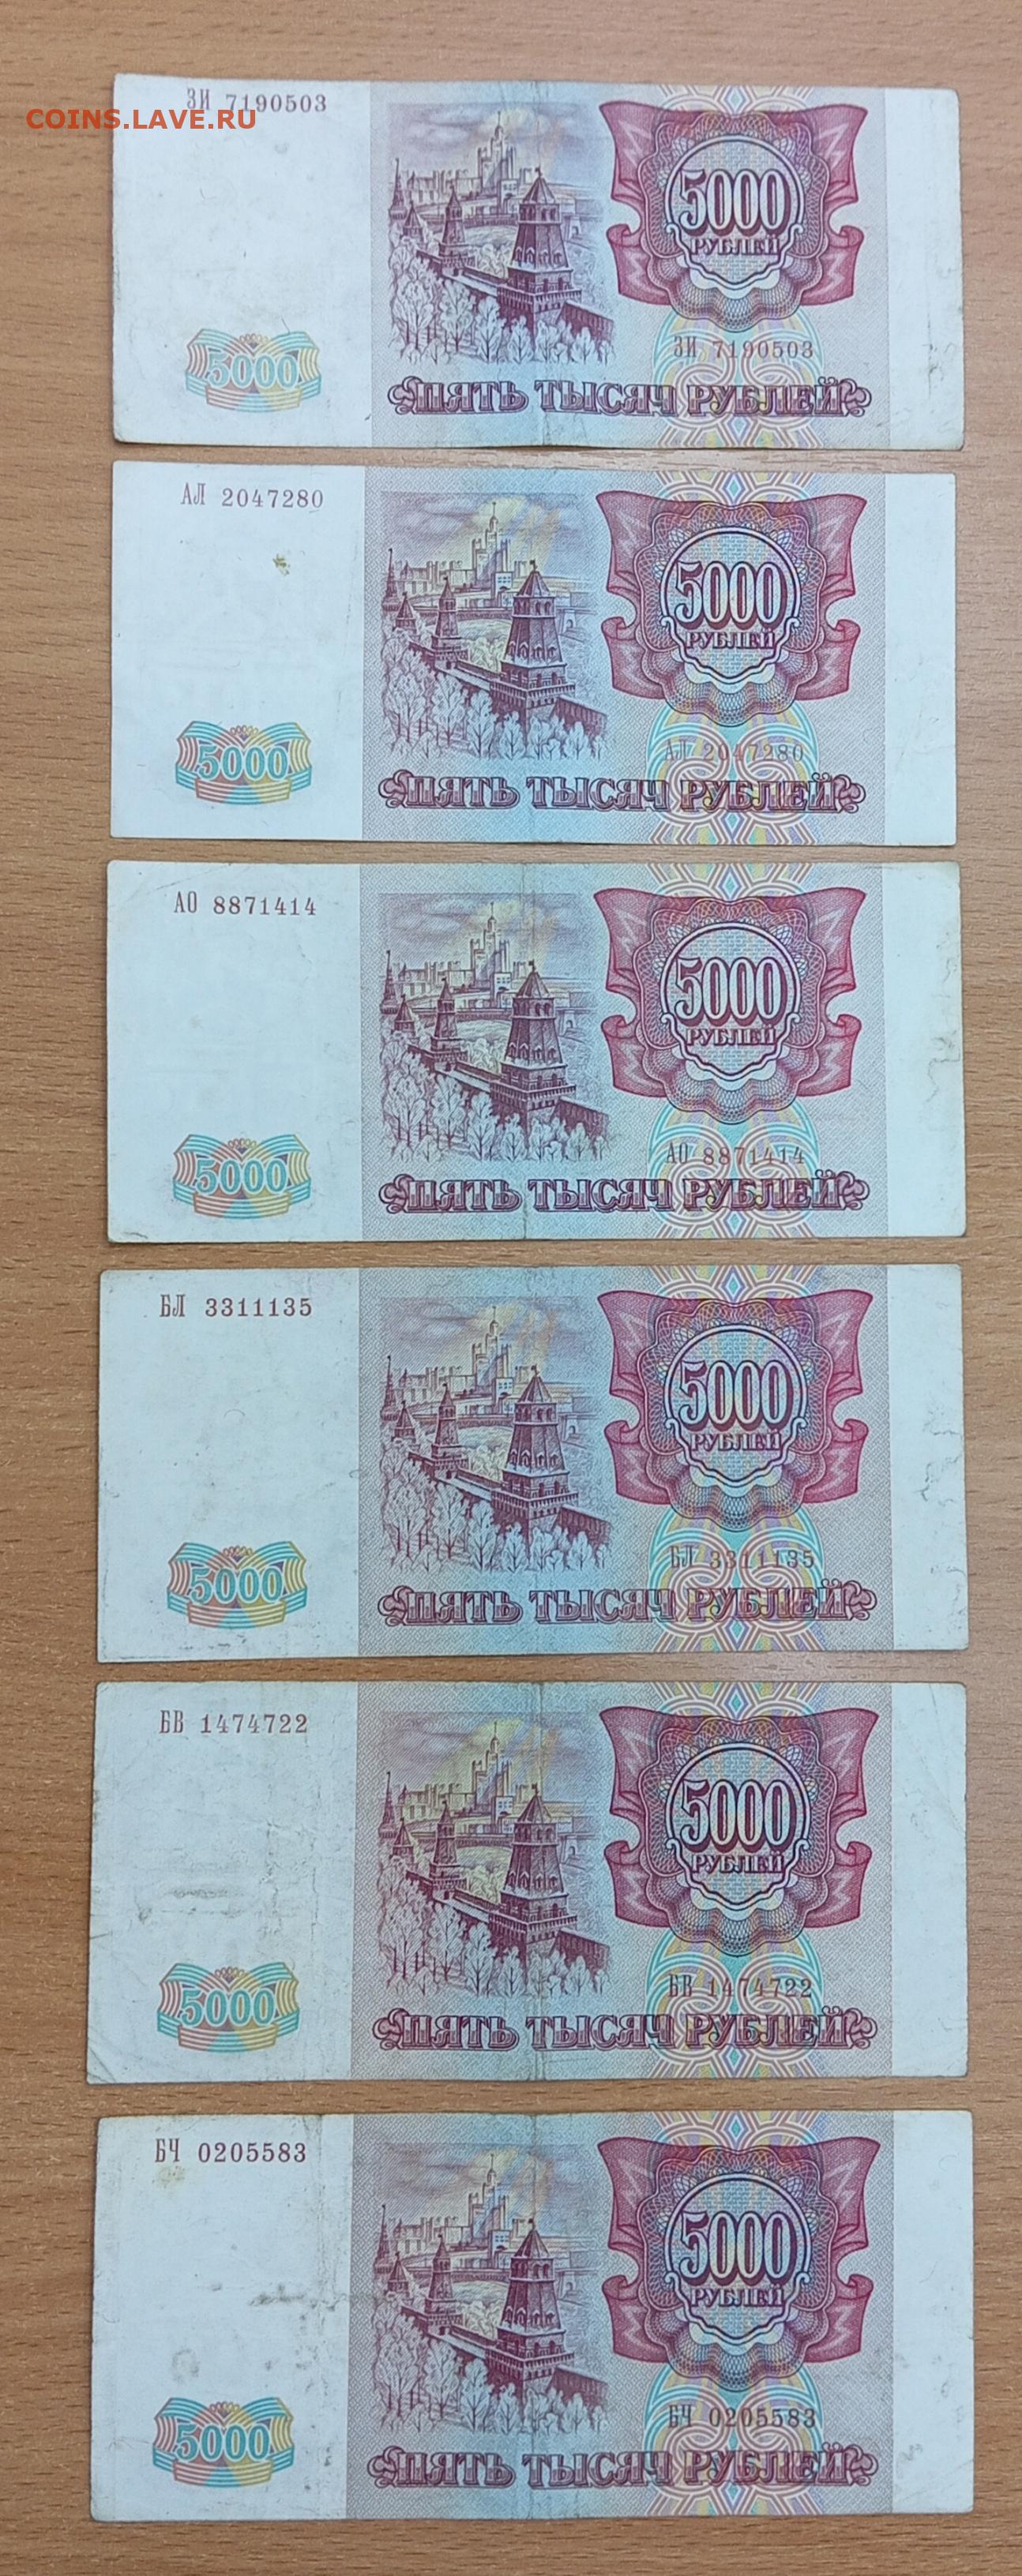 ЗИ 7190503
COINS.LAVE.RU
5000
РУБЛЕЙ
ЗИ 7190503
5000
ПЯТЬ ТЫСЯЧ РУБЛЕЙ
АЛ 2047280
5000
РУБЛЕЙ
АЛ 2047280
5000
ПЯТЬ ТЫСЯЧ РУБЛЕЙ
АО 8871414
5000
РУБЛЕЙ
АО 8871414
5000
ПЯТЬ ТЫСЯЧ РУБЛЕЙ
БЛ 3311135
5000
РУБЛЕЙ
БЛ 3311135
5000
ПЯТЬ ТЫСЯЧ РУБЛЕЙ
БВ 1474722
5000
РУБЛЕЙ
БВ 1474722
5000
ПЯТЬ ТЫСЯЧ РУБЛЕЙ
БЧ 0205583
5000
РУБЛЕЙ
БЧ 0205583
5000
ПЯТЬ ТЫСЯЧ РУБЛЕЙ